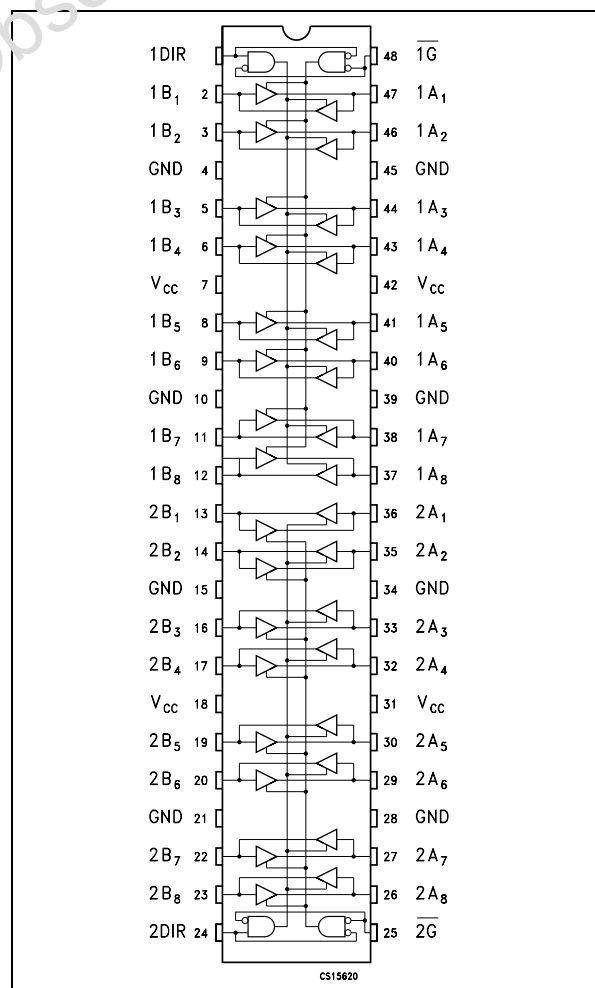 obso
1DIR 48 1G
1B1 2 47 1A1
1B2 3 46 1A2
GND 4 45 GND
1B3 5 44 1A3
1B4 6 43 1A4
VCC 7 42 VCC
1B5 8 41 1A5
1B6 9 40 1A6
GND 10 39 GND
1B7 11 38 1A7
1B8 12 37 1A8
2B1 13 36 2A1
2B2 14 35 2A2
GND 15 34 GND
2B3 16 33 2A3
2B4 17 32 2A4
VCC 18 31 VCC
2B5 19 30 2A5
2B6 20 29 2A6
GND 21 28 GND
2B7 22 27 2A7
2B8 23 26 2A8
2DIR 24 25 2G
CS15620